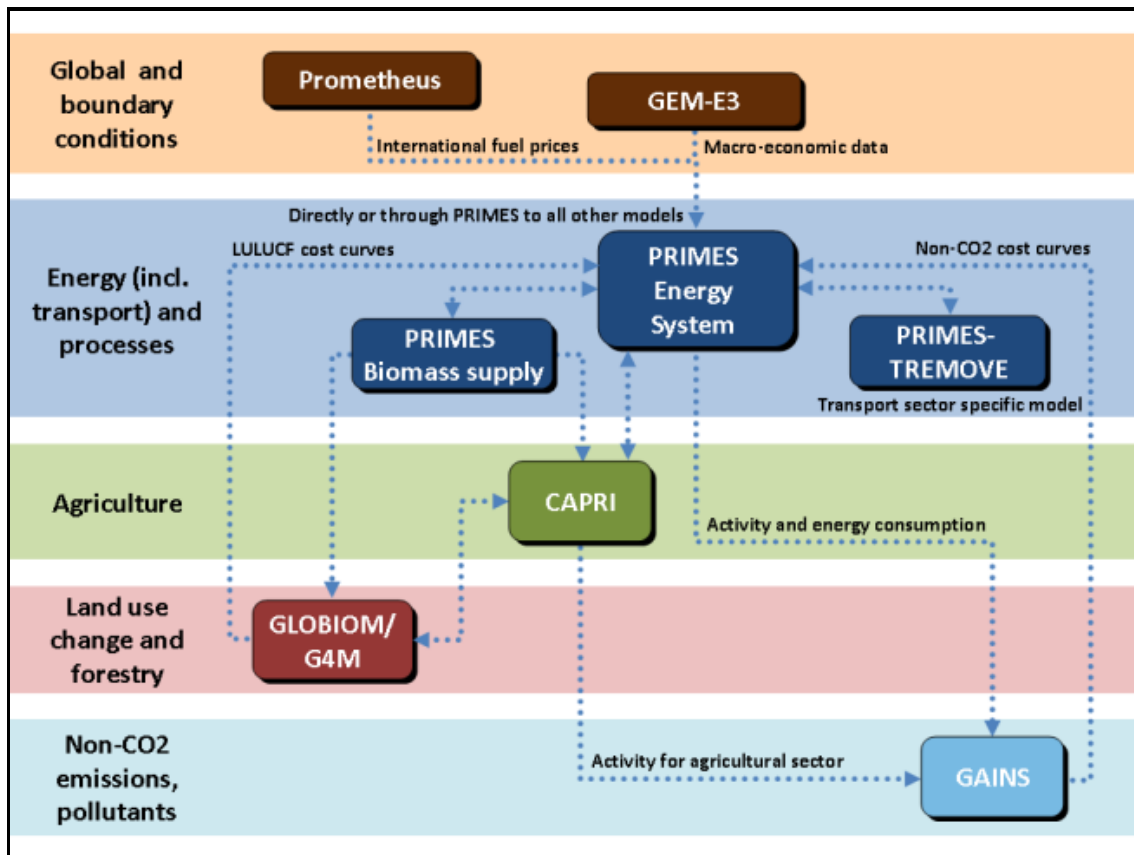 Global and
boundary
conditions
Prometheus
GEM-E3
International fuel prices
Macro-economic data
Energy (incl.
transport) and
processes
Directly or through PRIMES to all other models
LULUCF cost curves
PRIMES
Energy
System
Non-CO2 cost curves
PRIMES
Biomass supply
PRIMES-
TREMOVE
Transport sector specific model
Agriculture
CAPRI
Activity and energy consumption
Land use
change and
forestry
GLOBIOM/
G4M
Non-CO2
emissions,
pollutants
Activity for agricultural sector
GAINS